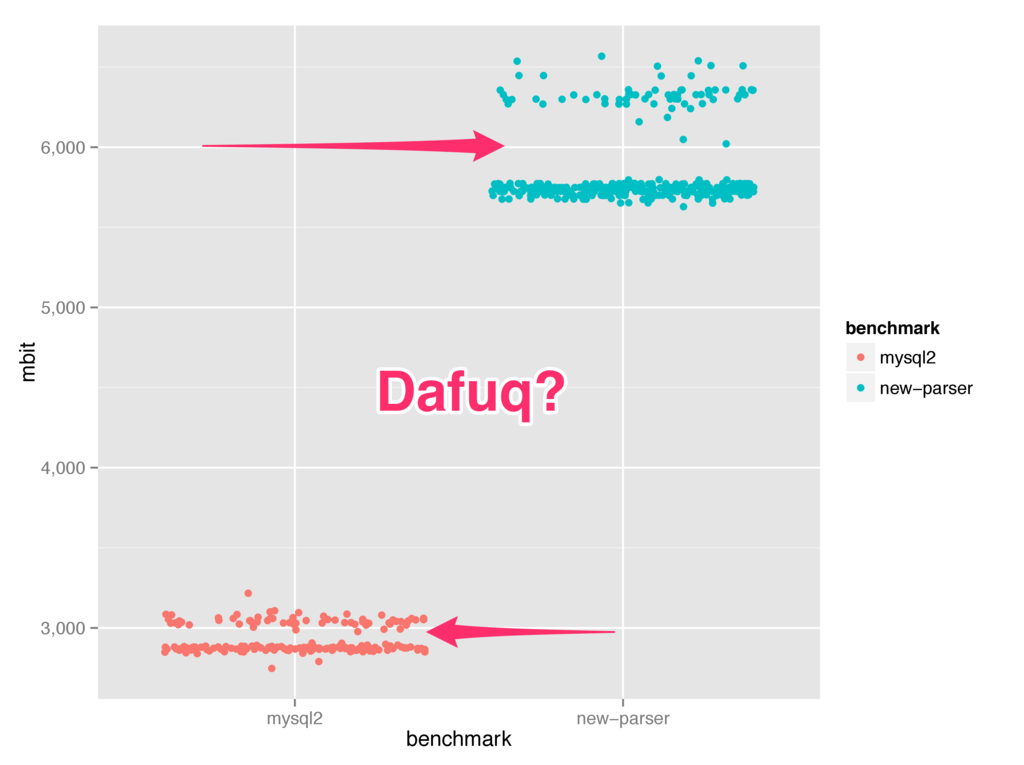 6,000
5,000
4,000
3,000
mbit
Dafuq?
mysql2
new−parser
benchmark
benchmark
mysql2
new−parser